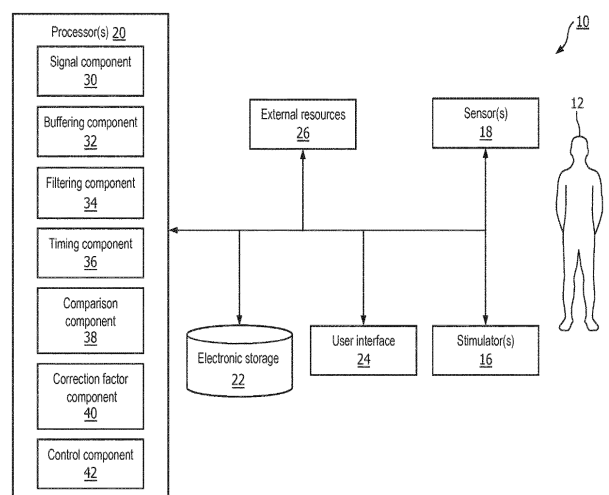 Processor(s) 20
Signal component
30
Buffering component
32
Filtering component
34
Timing component
36
Comparison
component
38
Correction factor
component
40
Control component
42
10
External resources
26
Sensor(s)
18
12
Electronic storage
22
User interface
24
Stimulator(s)
16